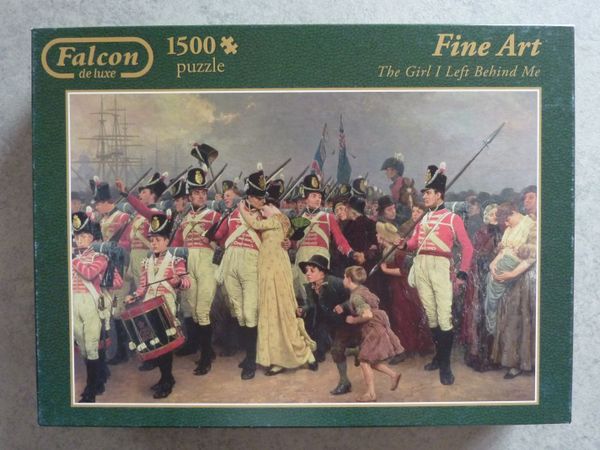 Falcon
de luxe
1500
puzzle
Fine Art
The Girl I Left Behind Me